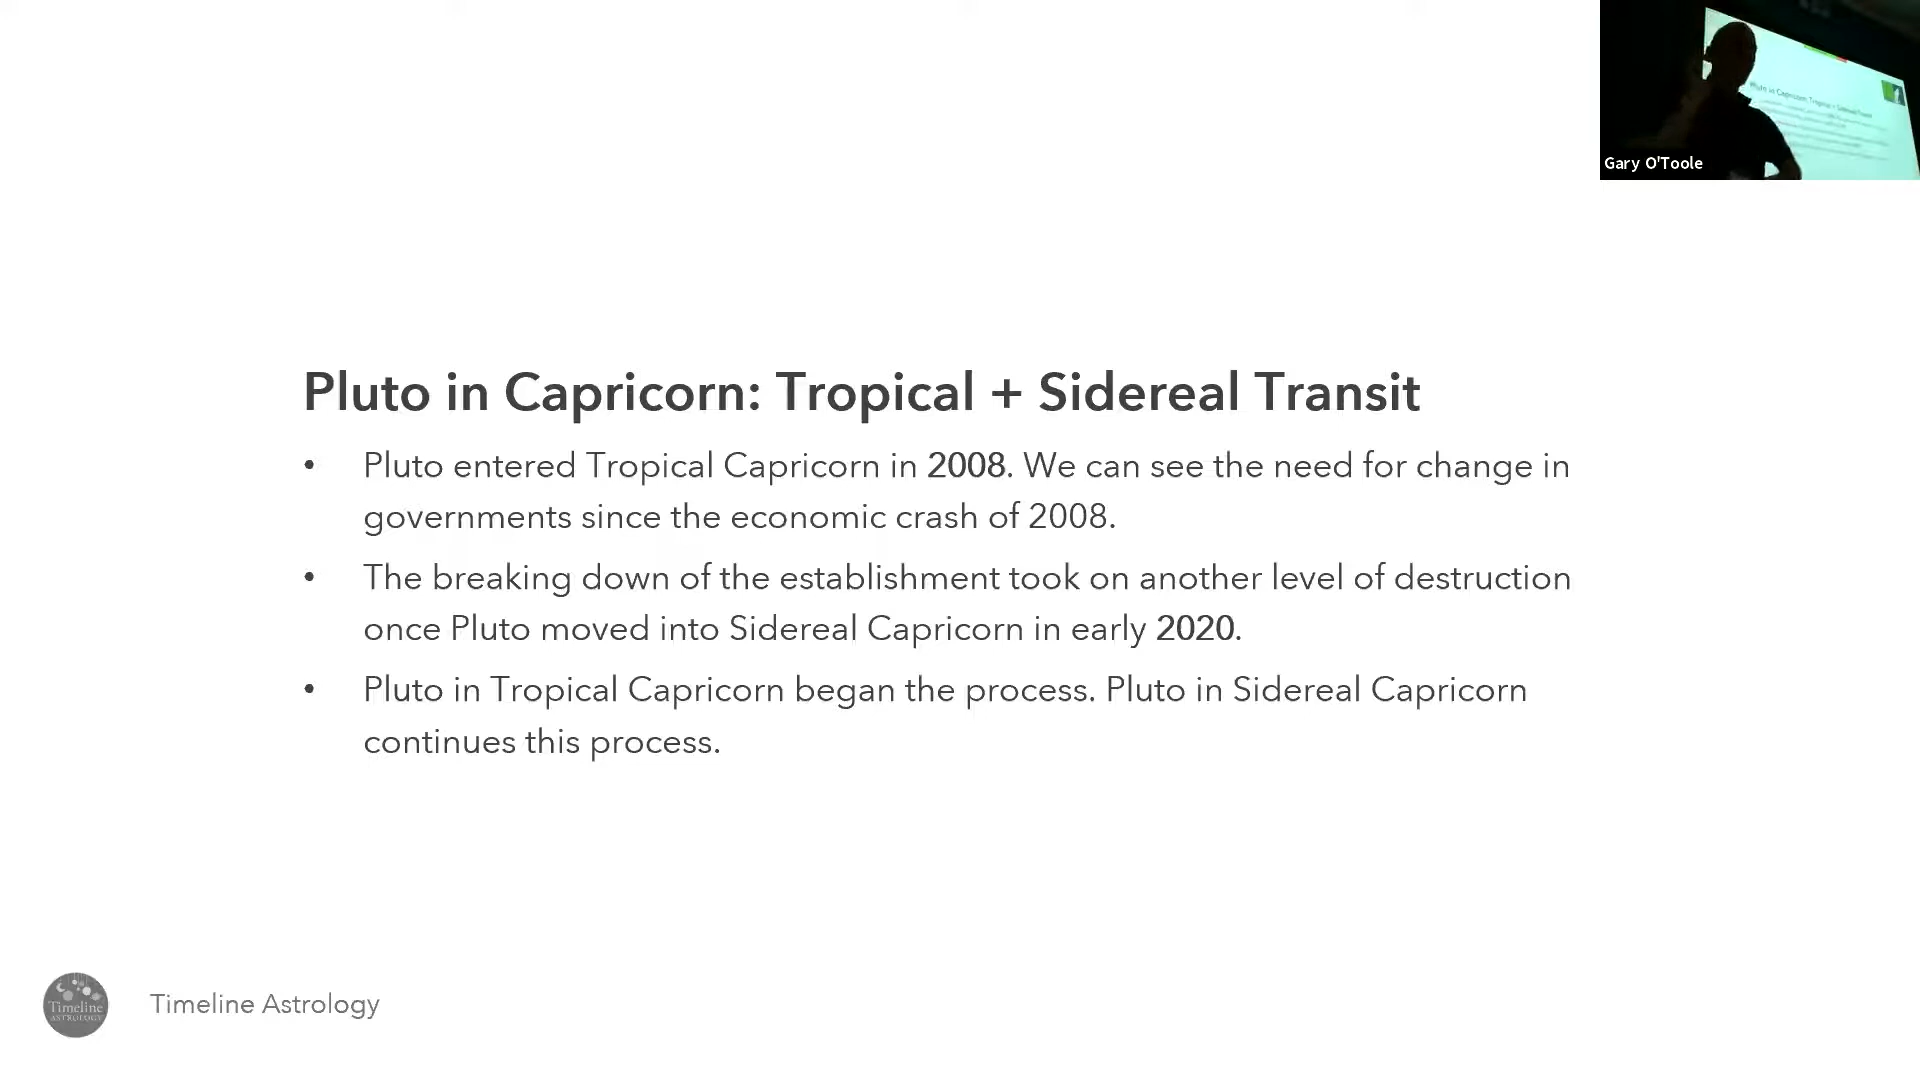 Pluto in Capricorn: Tropical + Sidereal Transit
• Pluto entered Tropical Capricorn in 2008. We can see the need for change in
governments since the economic crash of 2008.
• The breaking down of the establishment took on another level of destruction
once Pluto moved into Sidereal Capricorn in early 2020.
• Pluto in Tropical Capricorn began the process. Pluto in Sidereal Capricorn
continues this process.
Gary O'Toole
Timeline
ASTROLOGY
Timeline Astrology